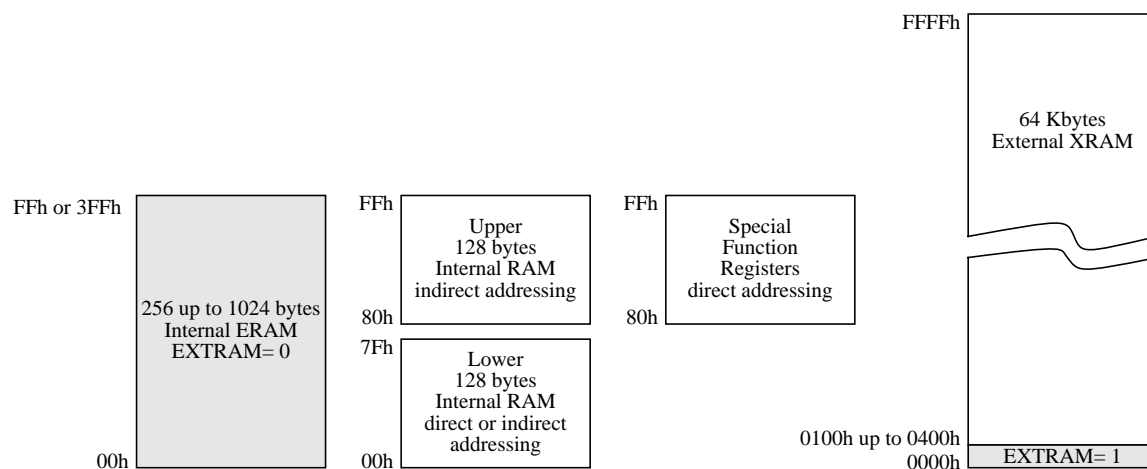 FFh or 3FFh
256 up to 1024 bytes
Internal ERAM
EXTRAM= 0
00h
FFh
Upper
128 bytes
Internal RAM
indirect addressing
80h
7Fh
Lower
128 bytes
Internal RAM
direct or indirect
addressing
00h
FFh
Special
Function
Registers
direct addressing
80h
FFFFh
64 Kbytes
External XRAM
0100h up to 0400h
0000h
EXTRAM= 1